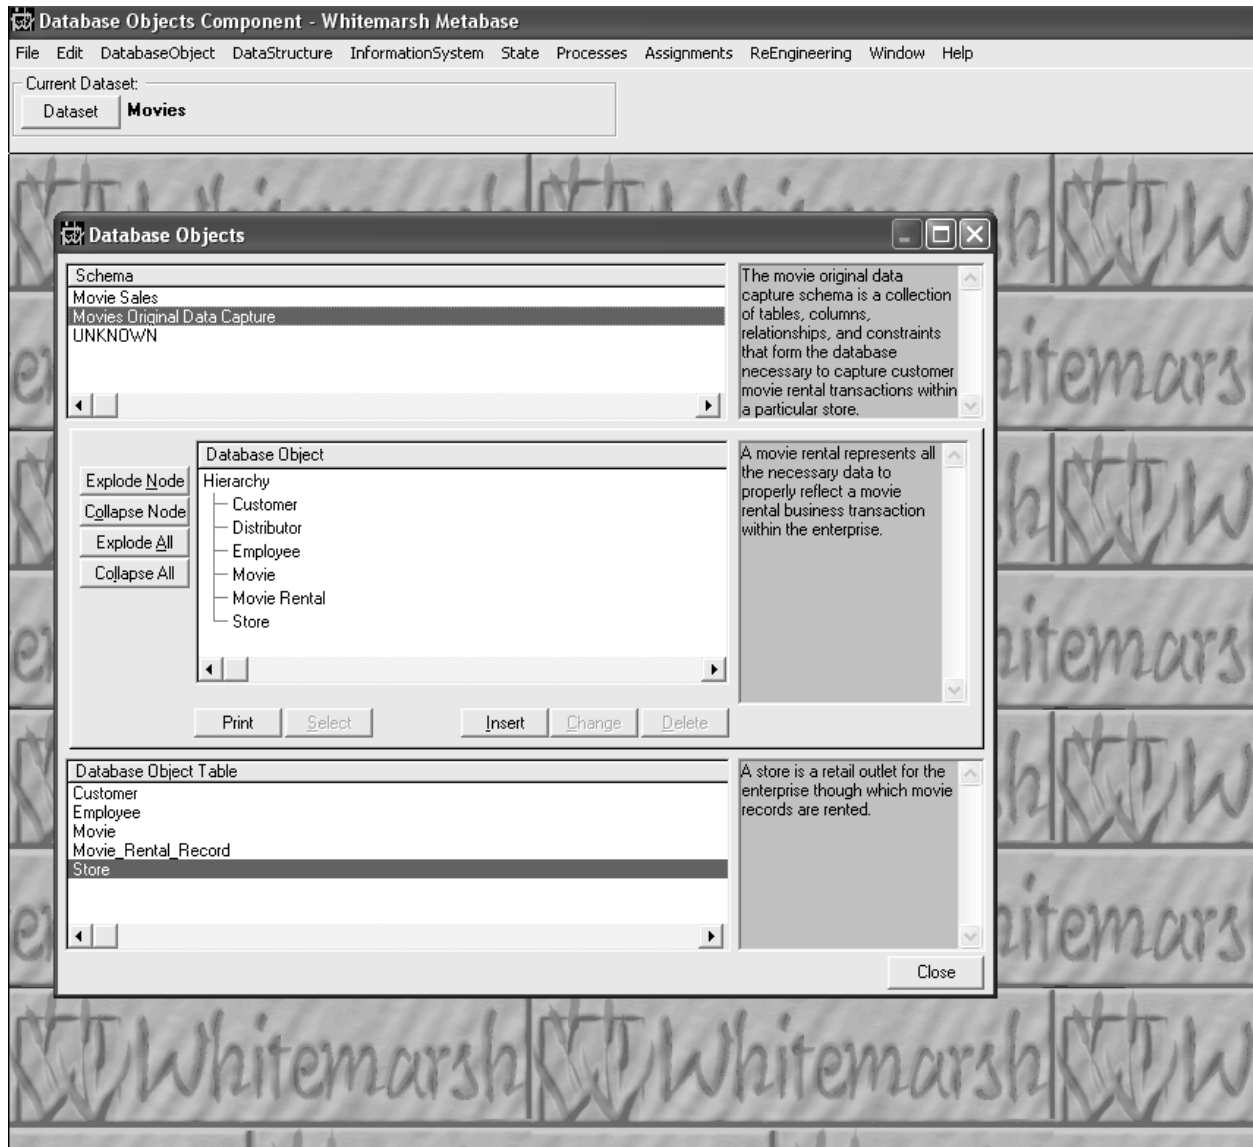 Database Objects Component - Whitemarsh Metabase
File Edit DatabaseObject DataStructure InformationSystem State Processes Assignments ReEngineering Window Help
Current Dataset:
Dataset Movies
Database Objects
Schema
Movie Sales
Movies Original Data Capture
UNKNOWN
The movie original data
capture schema is a collection
of tables, columns,
relationships, and constraints
that form the database
necessary to capture customer
movie rental transactions within
a particular store.
Explode Node
Collapse Node
Explode All
Collapse All
Database Object
Hierarchy
Customer
Distributor
Employee
Movie
Movie Rental
Store
A movie rental represents all
the necessary data to
properly reflect a movie
rental business transaction
within the enterprise.
Print Select Insert Change Delete
Database Object Table
Customer
Employee
Movie
Movie_Rental_Record
Store
A store is a retail outlet for the
enterprise though which movie
records are rented.
Close
Whitemarsh Whitemarsh W